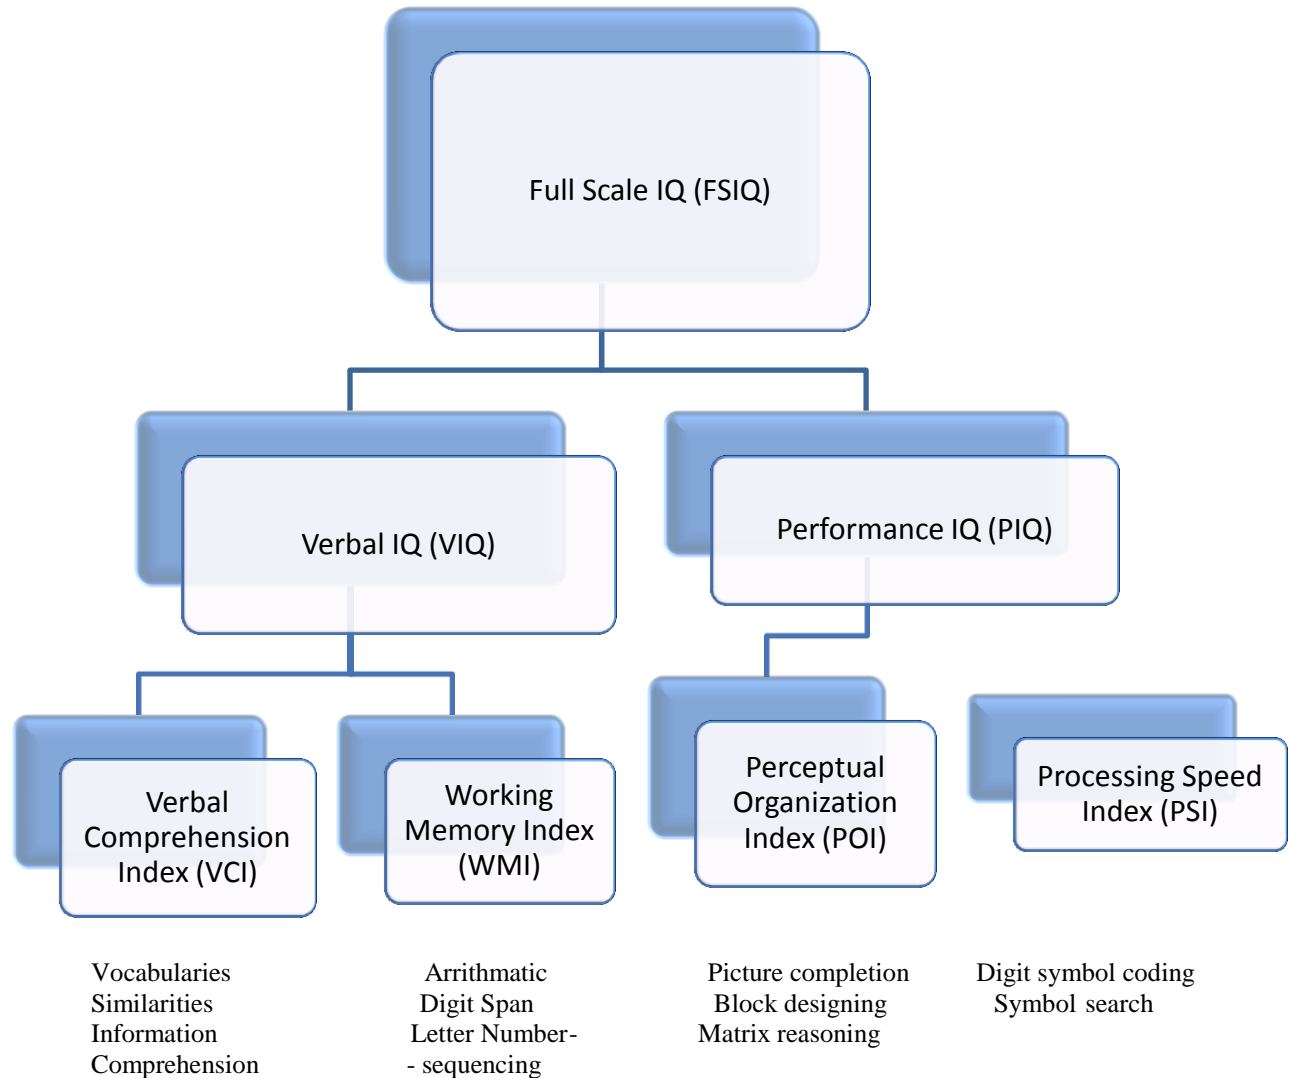 Full Scale IQ (FSIQ)
Verbal IQ (VIQ)
Performance IQ (PIQ)
Verbal
Comprehension
Index (VCI)
Working
Memory Index
(WMI)
Perceptual
Organization
Index (POI)
Processing Speed
Index (PSI)
Vocabularies
Similarities
Information
Comprehension
Arrithmatic
Digit Span
Letter Number-
- sequencing
Picture completion
Block designing
Matrix reasoning
Digit symbol coding
Symbol search